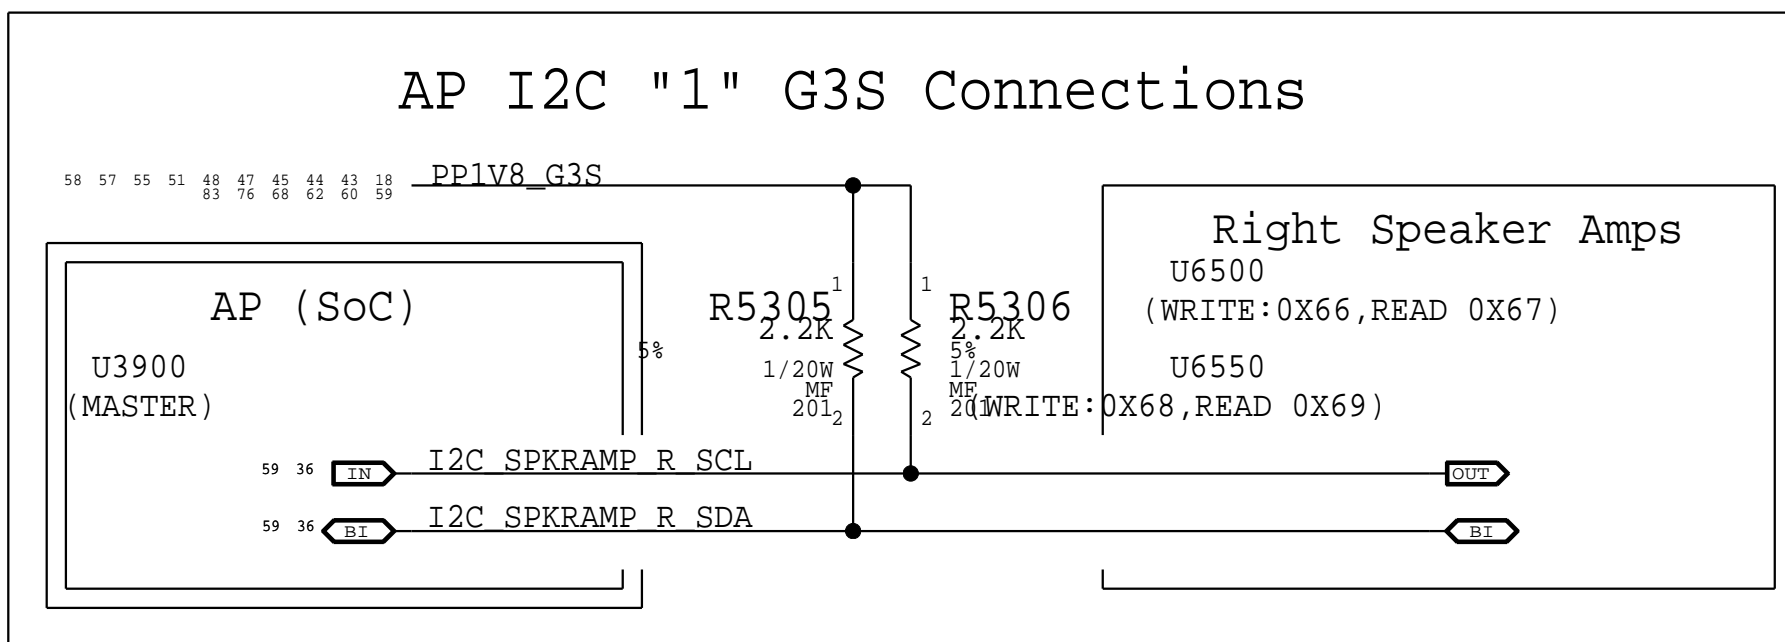 AP I2C "1" G3S Connections
58 57 55 51 48 47 45 44 43 18
83 76 68 62 60 59
PP1V8_G3S
Right Speaker Amps
U6500
(WRITE:0X66,READ 0X67)
U6550
(WRITE:0X68,READ 0X69)
AP (SoC)
U3900
(MASTER)
R5305
1
2.2K
5%
1/20W
MF
201
2
1
R5306
2.2K
5%
1/20W
MF
201
2
59 36 IN I2C_SPKRAMP_R_SCL OUT
59 36 BI I2C_SPKRAMP_R_SDA BI